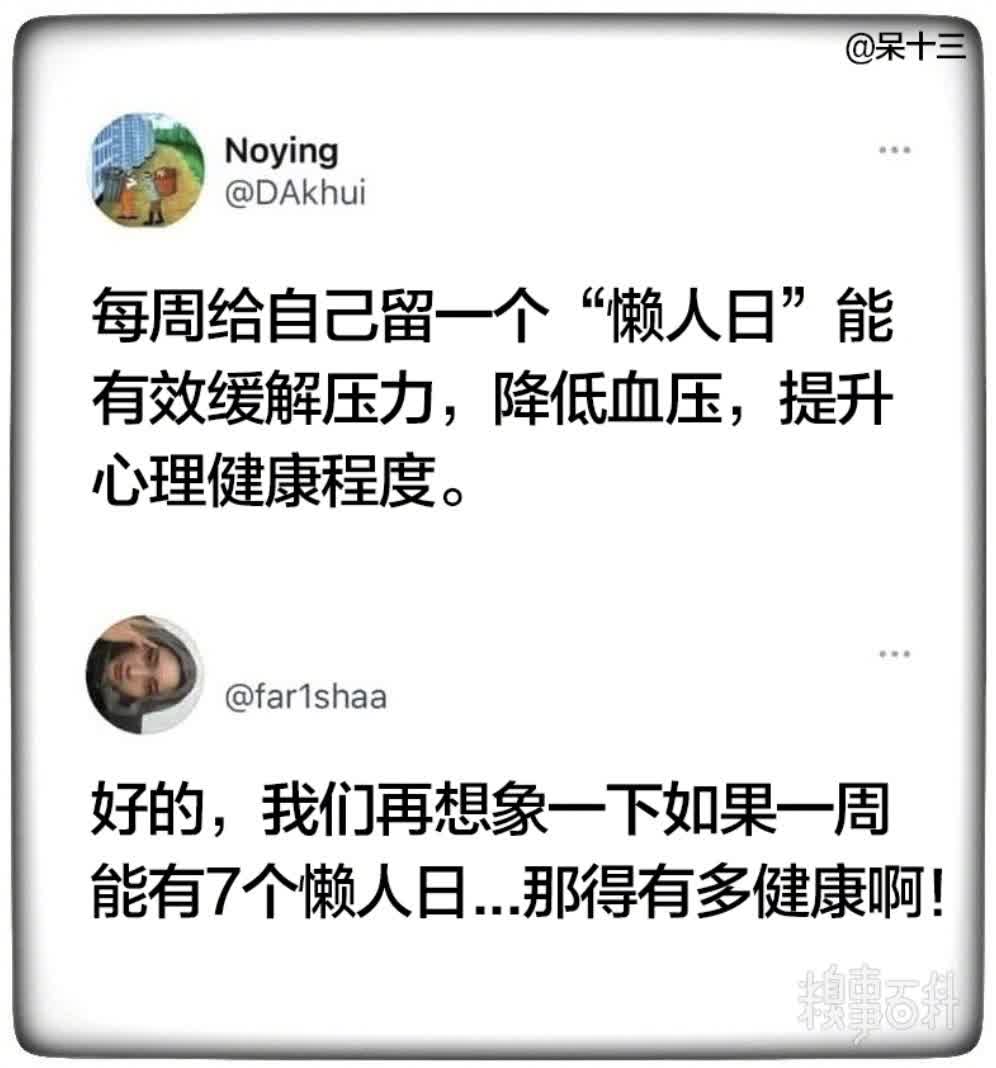 @呆十三
Noying
@DAkhui
每周给自己留一个“懒人日”能
有效缓解压力，降低血压，提升
心理健康程度。
@far1shaa
好的，我们再想象一下如果一周
能有7个懒人日...那得有多健康啊！
糗事百科